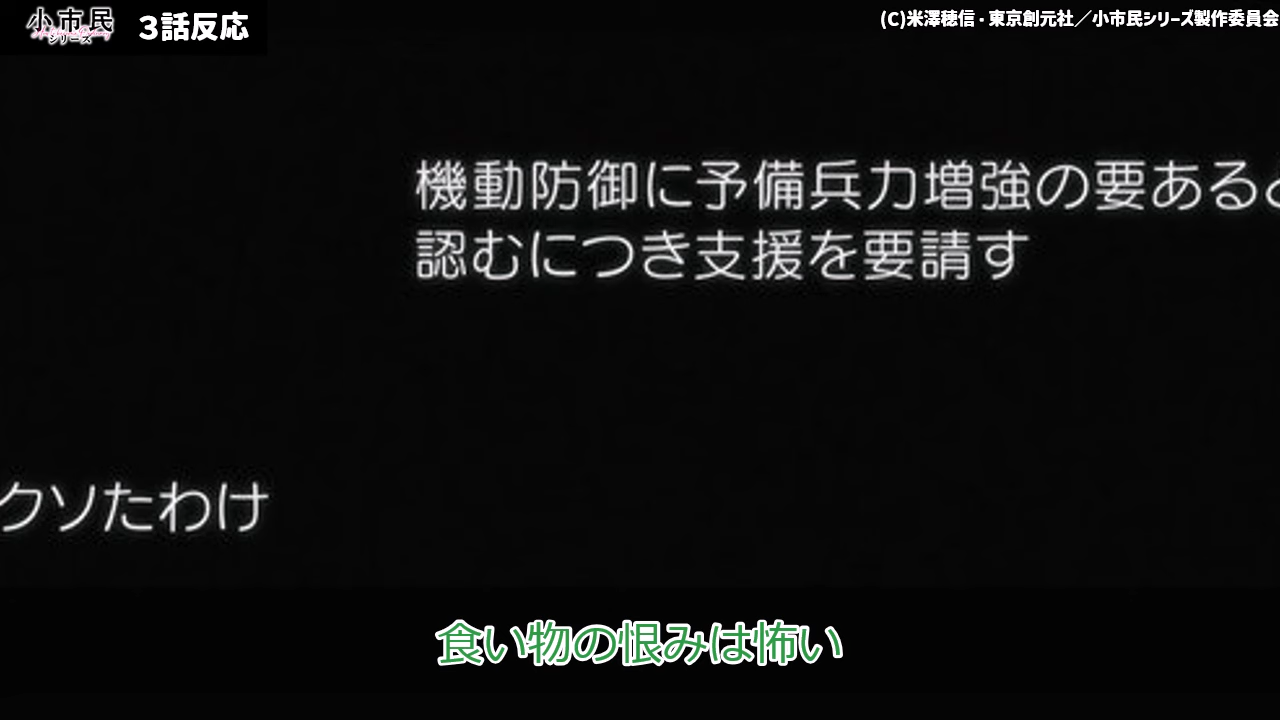 小市民
シリーズ
3話反応
(C)米澤穂信・東京創元社／小市民シリーズ製作委員会
機動防御に予備兵力増強の要あると
認むにつき支援を要請す
クソたわけ
食い物の恨みは怖い